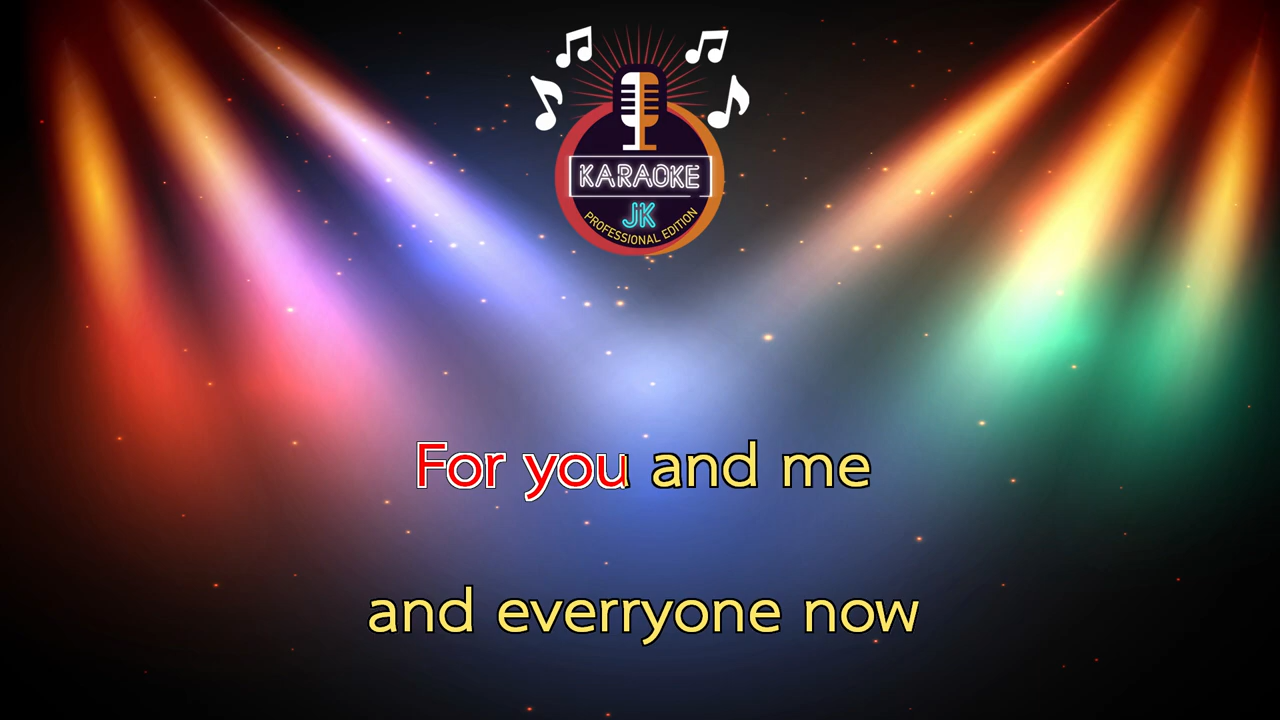 KARAOKE
JK
PROFESSIONAL EDITION
For you and me
and everryone now